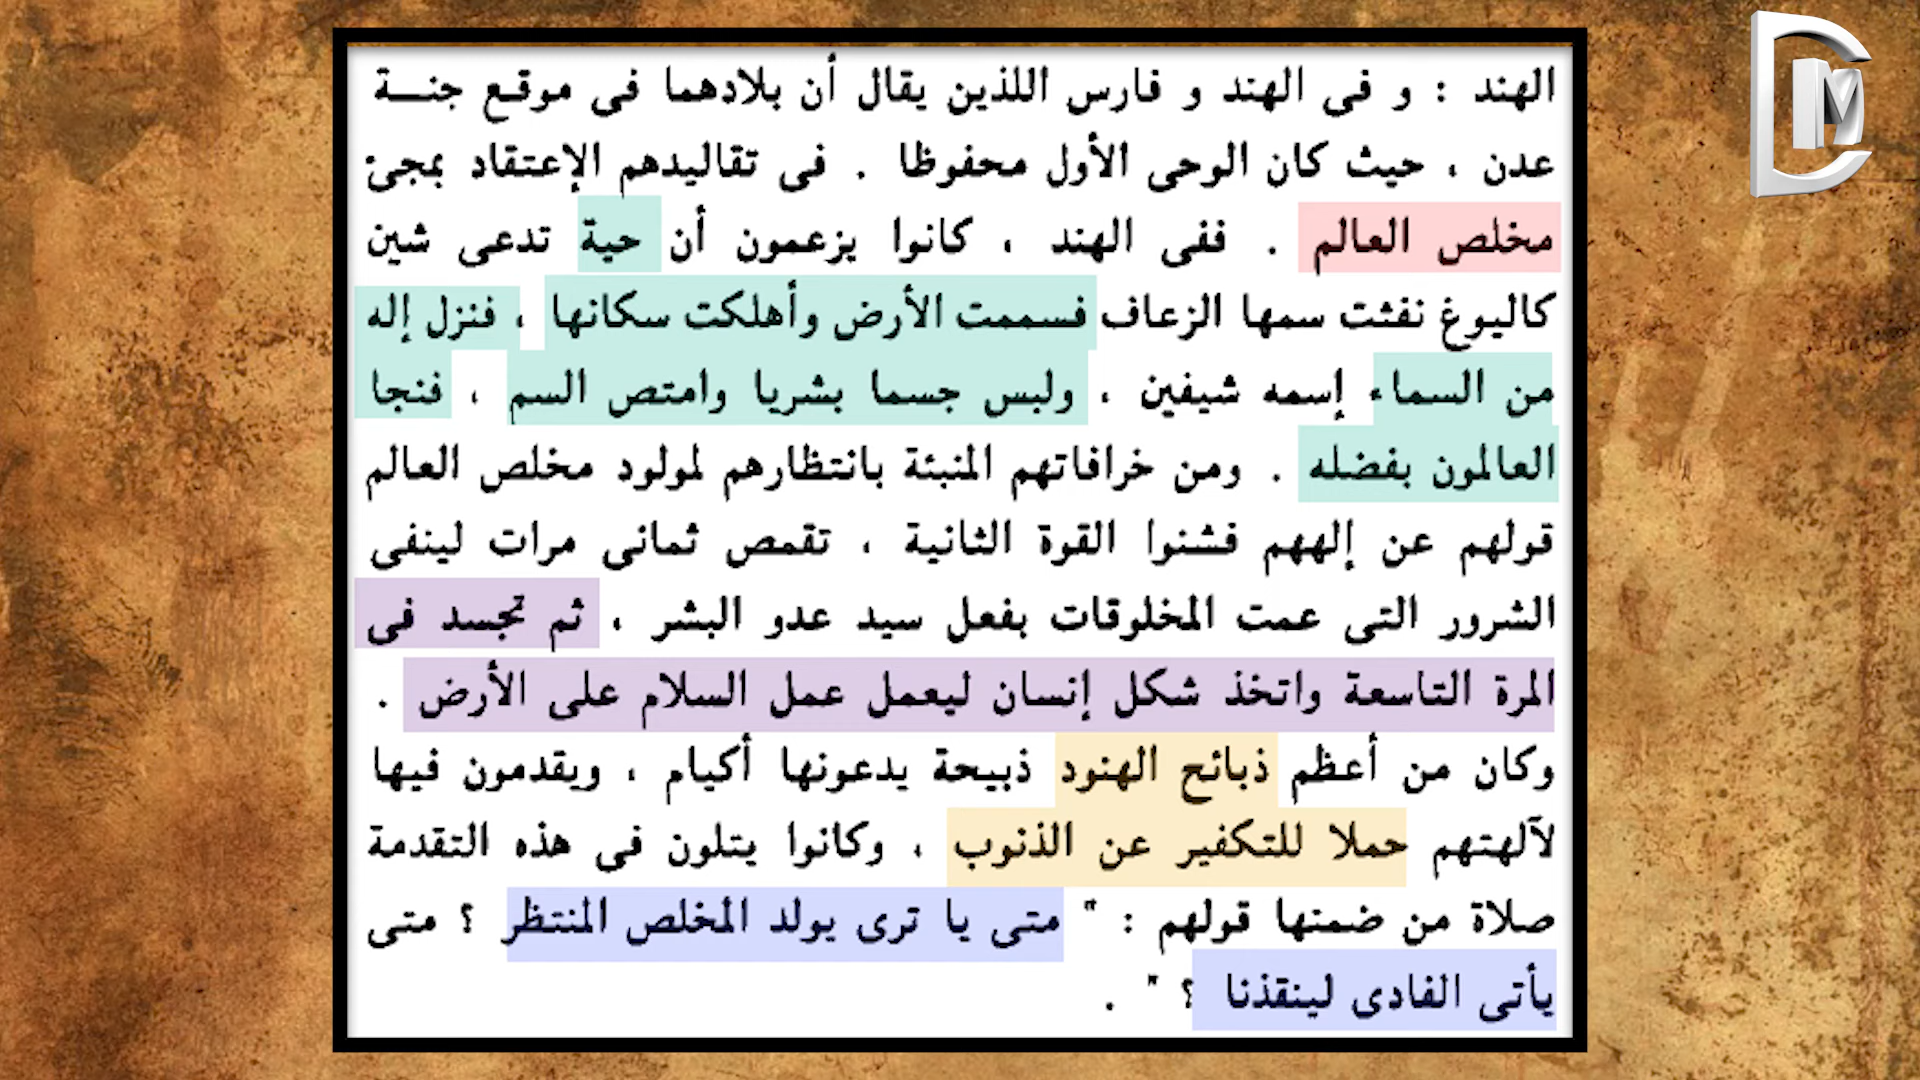 الهند : و فى الهند و فارس اللذين يقال أن بلادهما فى موقع جنــة
عدن ، حيث كان الوحى الأول محفوظا . فى تقاليدهم الإعتقاد بمجئ
مخلص العالم . ففى الهند ، كانوا يزعمون أن حية تدعى شين
كاليوغ نفثت سمها الزعاف فسممت الأرض وأهلكت سكانها ، فنزل إله
من السماء إسمه شيفين ، ولبس جسما بشريا وامتص السم ، فنجا
العالمون بفضله . ومن خرافاتهم المنبئة بانتظارهم لمولود مخلص العالم
قولهم عن إلههم فشنوا القوة الثانية ، تقمص ثمانى مرات لينفى
الشرور التى عمت المخلوقات بفعل سيد عدو البشر ، ثم تجسد فى
المرة التاسعة واتخذ شكل إنسان ليعمل عمل السلام على الأرض .
وكان من أعظم ذبائح الهنود ذبيحة يدعونها أكيام ، ويقدمون فيها
لآلهتهم حملا للتكفير عن الذنوب ، وكانوا يتلون فى هذه التقدمة
صلاة من ضمنها قولهم : " متى يا ترى يولد المخلص المنتظر ؟ متى
يأتى الفادى لينقذنا ؟ " .